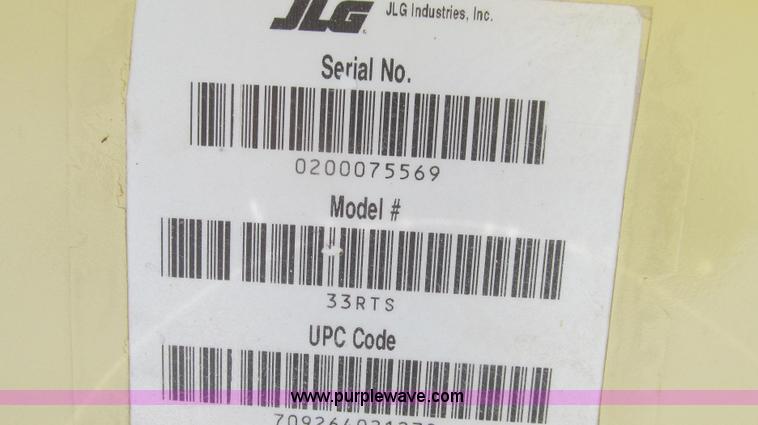 JLG JLG Industries, Inc.
Serial No.
0200075569
Model #
33RTS
UPC Code
www.purplewave.com